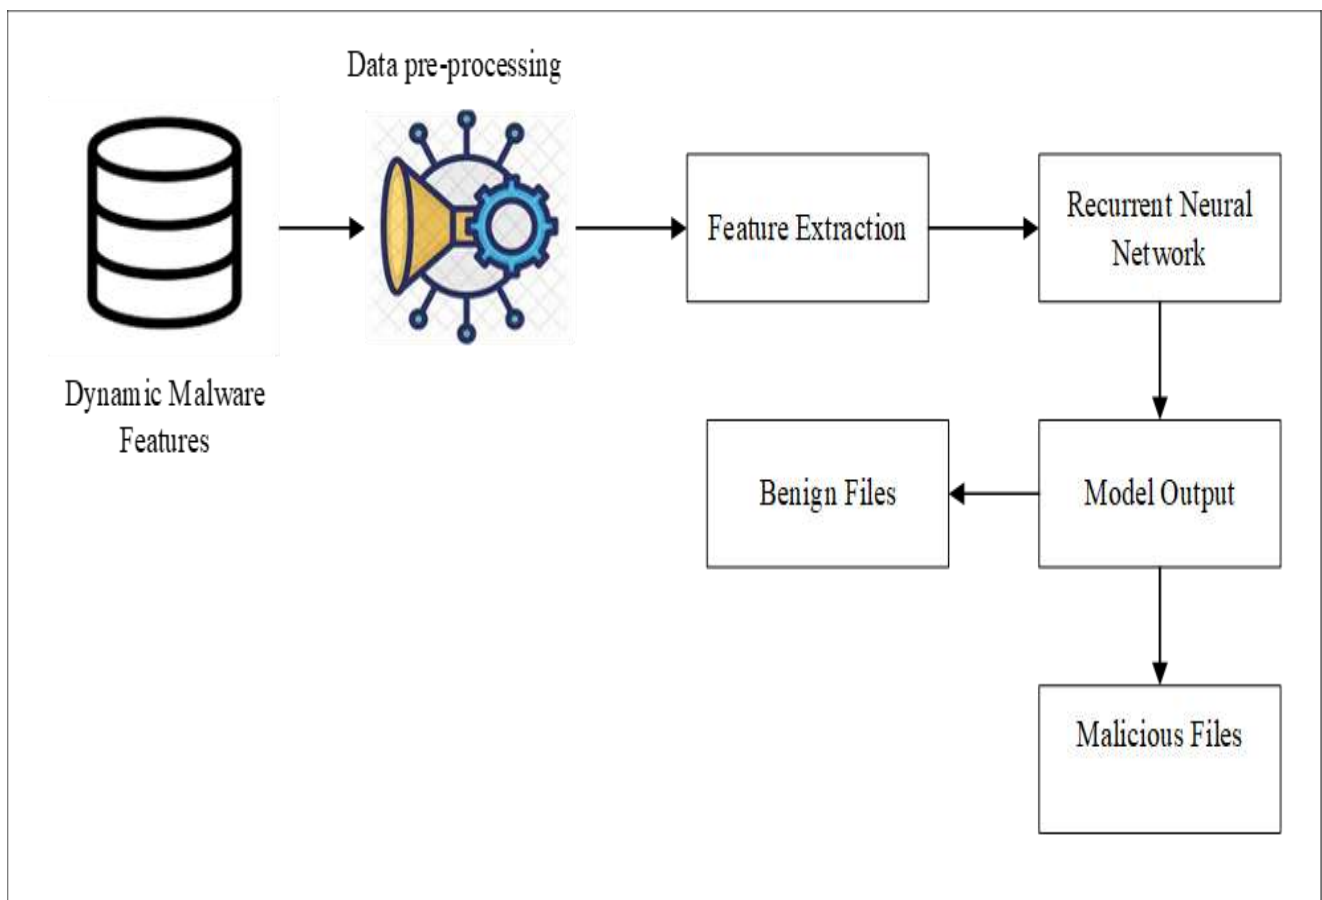 Data pre-processing
Dynamic Malware
Features
Feature Extraction
Recurrent Neural
Network
Benign Files
Model Output
Malicious Files